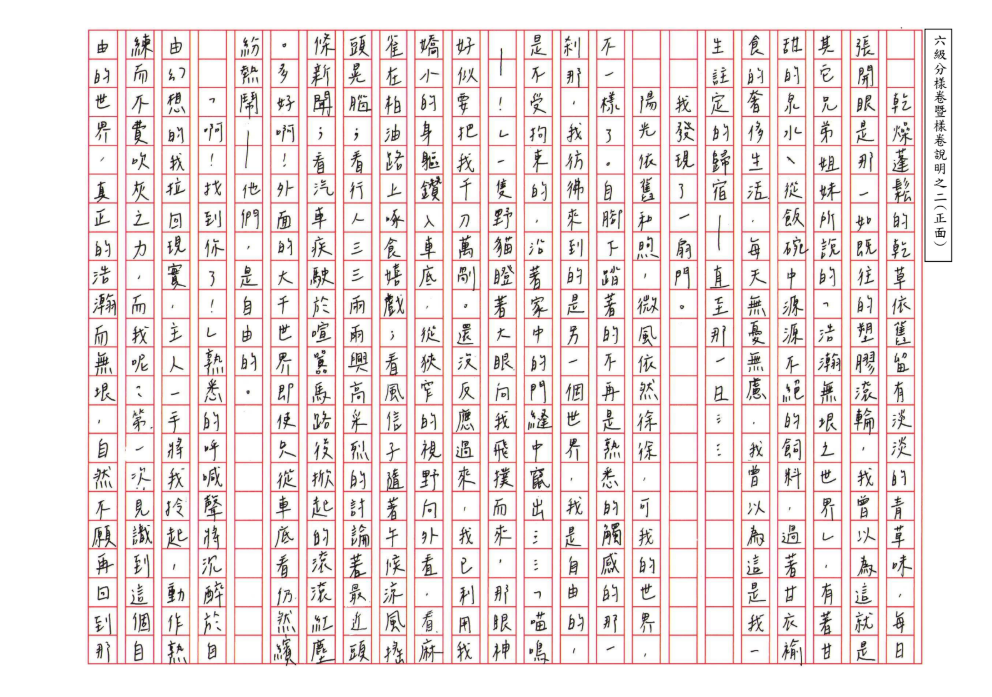 六級分樣卷暨樣卷說明之二（正面）
乾燥蓬鬆的乾草依舊留有淡淡的青草味，每日
張開眼是那一如既往的塑膠滾輪，我曾以為這就是
其它兄弟姐妹所說的「浩瀚無垠之世界」，有著甘
甜的泉水、從飯碗中源源不絕的飼料，過著甘衣褕
食的奢侈生活，每天無憂無慮，我曾以為這是我一
生註定的歸宿——直至那一日……
我發現了一扇門。
陽光依舊和煦，微風依然徐徐，可我的世界，
不一樣了。自腳下踏著的不再是熟悉的觸感的那一，
剎那，我彷彿來到的是另一個世界，我是自由的，
是不受拘束的，沿著家中的門縫中竄出……「喵嗚
—！」一隻野貓瞪著大眼向我飛撲而來，那眼神
好似要把我千刀萬剮。還沒反應過來，我已利用我
嬌小的身軀鑽入車底，。從狹窄的視野向外看，看麻
雀在柏油路上啄食嬉戲；看風信子隨著午候涼風搖
頭晃腦；看行人三三兩兩，興高采烈的討論著最近頭
條新聞；看汽車疾駛於喧囂馬路後掀起的滾滾紅塵
。多好啊！外面的大千世界即使只從車底看仍然繽
紛熱鬧——他們，是自由的。
「啊！找到你了！」熟悉的呼喊聲將沉醉於自
由幻想的我拉回現實，主人一手將我拎起，動作熟
練而不費吹灰之力，而我呢？第一次見識到這個自
由的世界，真正的浩瀚而無垠，自然不願再回到那